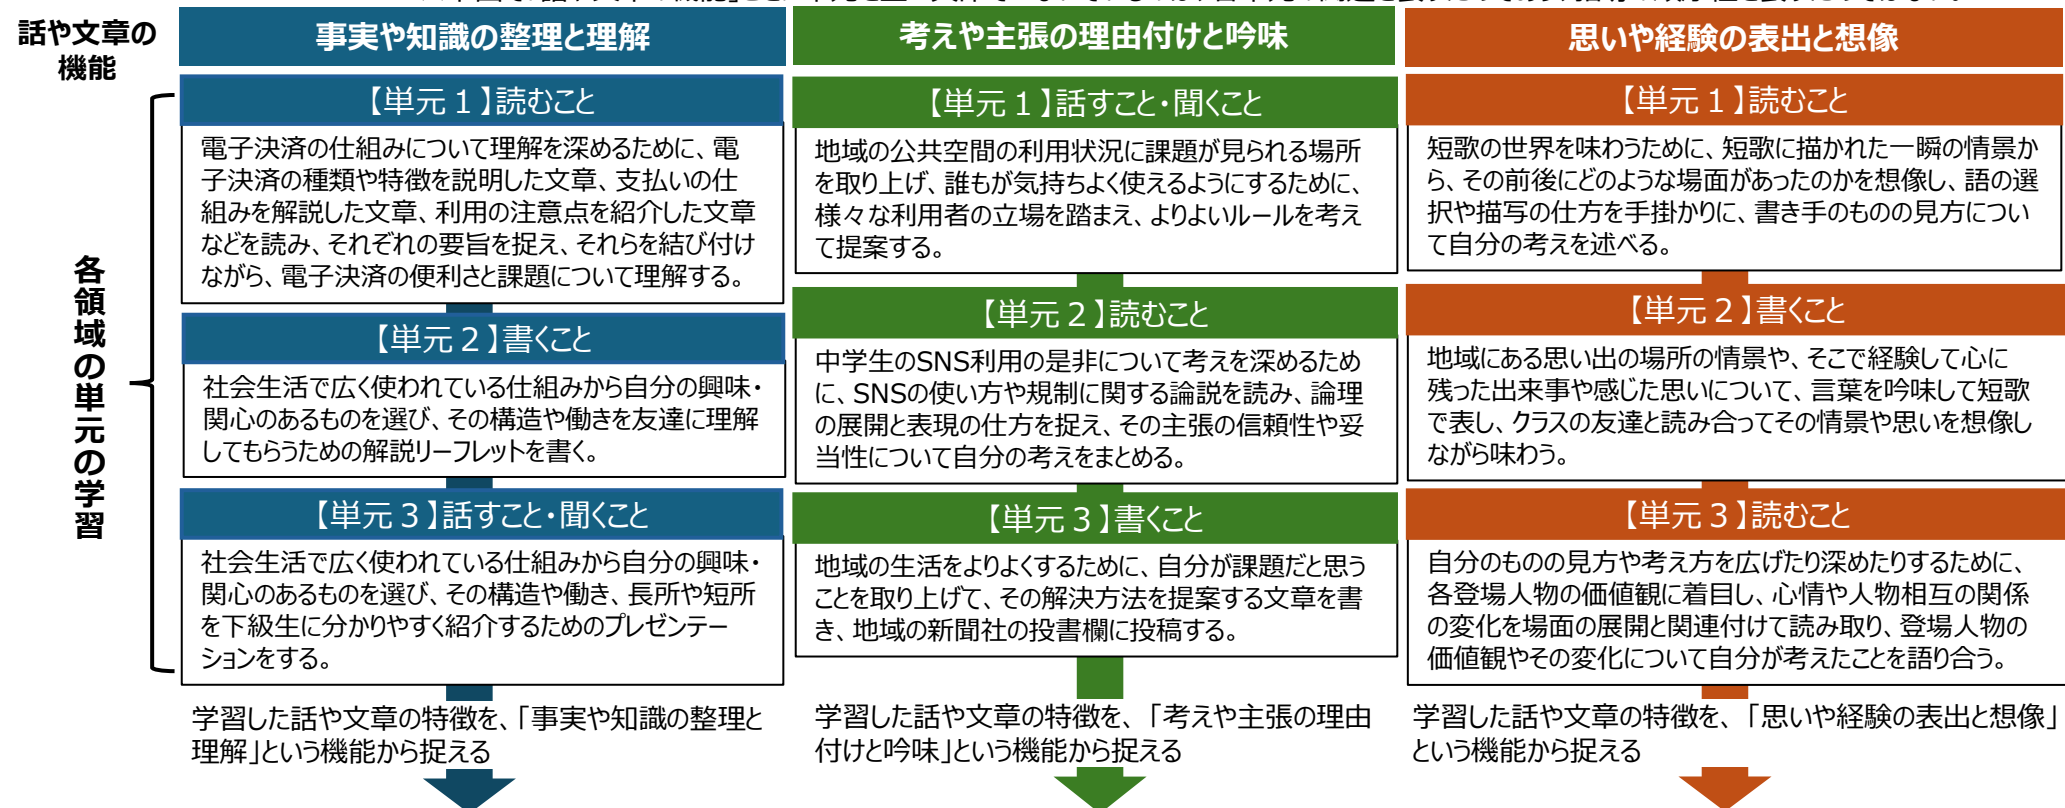 話や文章の
機能
事実や知識の整理と理解
考えや主張の理由付けと吟味
思いや経験の表出と想像
各領域の単元の学習
【単元1】読むこと
電子決済の仕組みについて理解を深めるために、電
子決済の種類や特徴を説明した文章、支払いの仕
組みを解説した文章、利用の注意点を紹介した文章
などを読み、それぞれの要旨を捉え、それらを結び付け
ながら、電子決済の便利さと課題について理解する。
【単元2】書くこと
社会生活で広く使われている仕組みから自分の興味・
関心のあるものを選び、その構造や働きを友達に理解
してもらうための解説リーフレットを書く。
【単元3】話すこと・聞くこと
社会生活で広く使われている仕組みから自分の興味・
関心のあるものを選び、その構造や働き、長所や短所
を下級生に分かりやすく紹介するためのプレゼンテー
ションをする。
学習した話や文章の特徴を、「事実や知識の整理と
理解」という機能から捉える
【単元1】話すこと・聞くこと
地域の公共空間の利用状況に課題が見られる場所
を取り上げ、誰もが気持ちよく使えるようにするために、
様々な利用者の立場を踏まえ、よりよいルールを考え
て提案する。
【単元2】読むこと
中学生のSNS利用の是非について考えを深めるため
に、SNSの使い方や規制に関する論説を読み、論理
の展開と表現の仕方を捉え、その主張の信頼性や妥
当性について自分の考えをまとめる。
【単元3】書くこと
地域の生活をよりよくするために、自分が課題だと思う
ことを取り上げて、その解決方法を提案する文章を書
き、地域の新聞社の投書欄に投稿する。
学習した話や文章の特徴を、「考えや主張の理由
付けと吟味」という機能から捉える
【単元1】読むこと
短歌の世界を味わうために、短歌に描かれた一瞬の情景か
ら、その前後にどのような場面があったのかを想像し、語の選
択や描写の仕方を手掛かりに、書き手のものの見方につい
て自分の考えを述べる。
【単元2】書くこと
地域にある思い出の場所の情景や、そこで経験して心に
残った出来事や感じた思いについて、言葉を吟味して短歌
で表し、クラスの友達と読み合ってその情景や思いを想像し
ながら味わう。
【単元3】読むこと
自分のものの見方や考え方を広げたり深めたりするために、
各登場人物の価値観に着目し、心情や人物相互の関係
の変化を場面の展開と関連付けて読み取り、登場人物の
価値観やその変化について自分が考えたことを語り合う。
学習した話や文章の特徴を、「思いや経験の表出と想像」
という機能から捉える